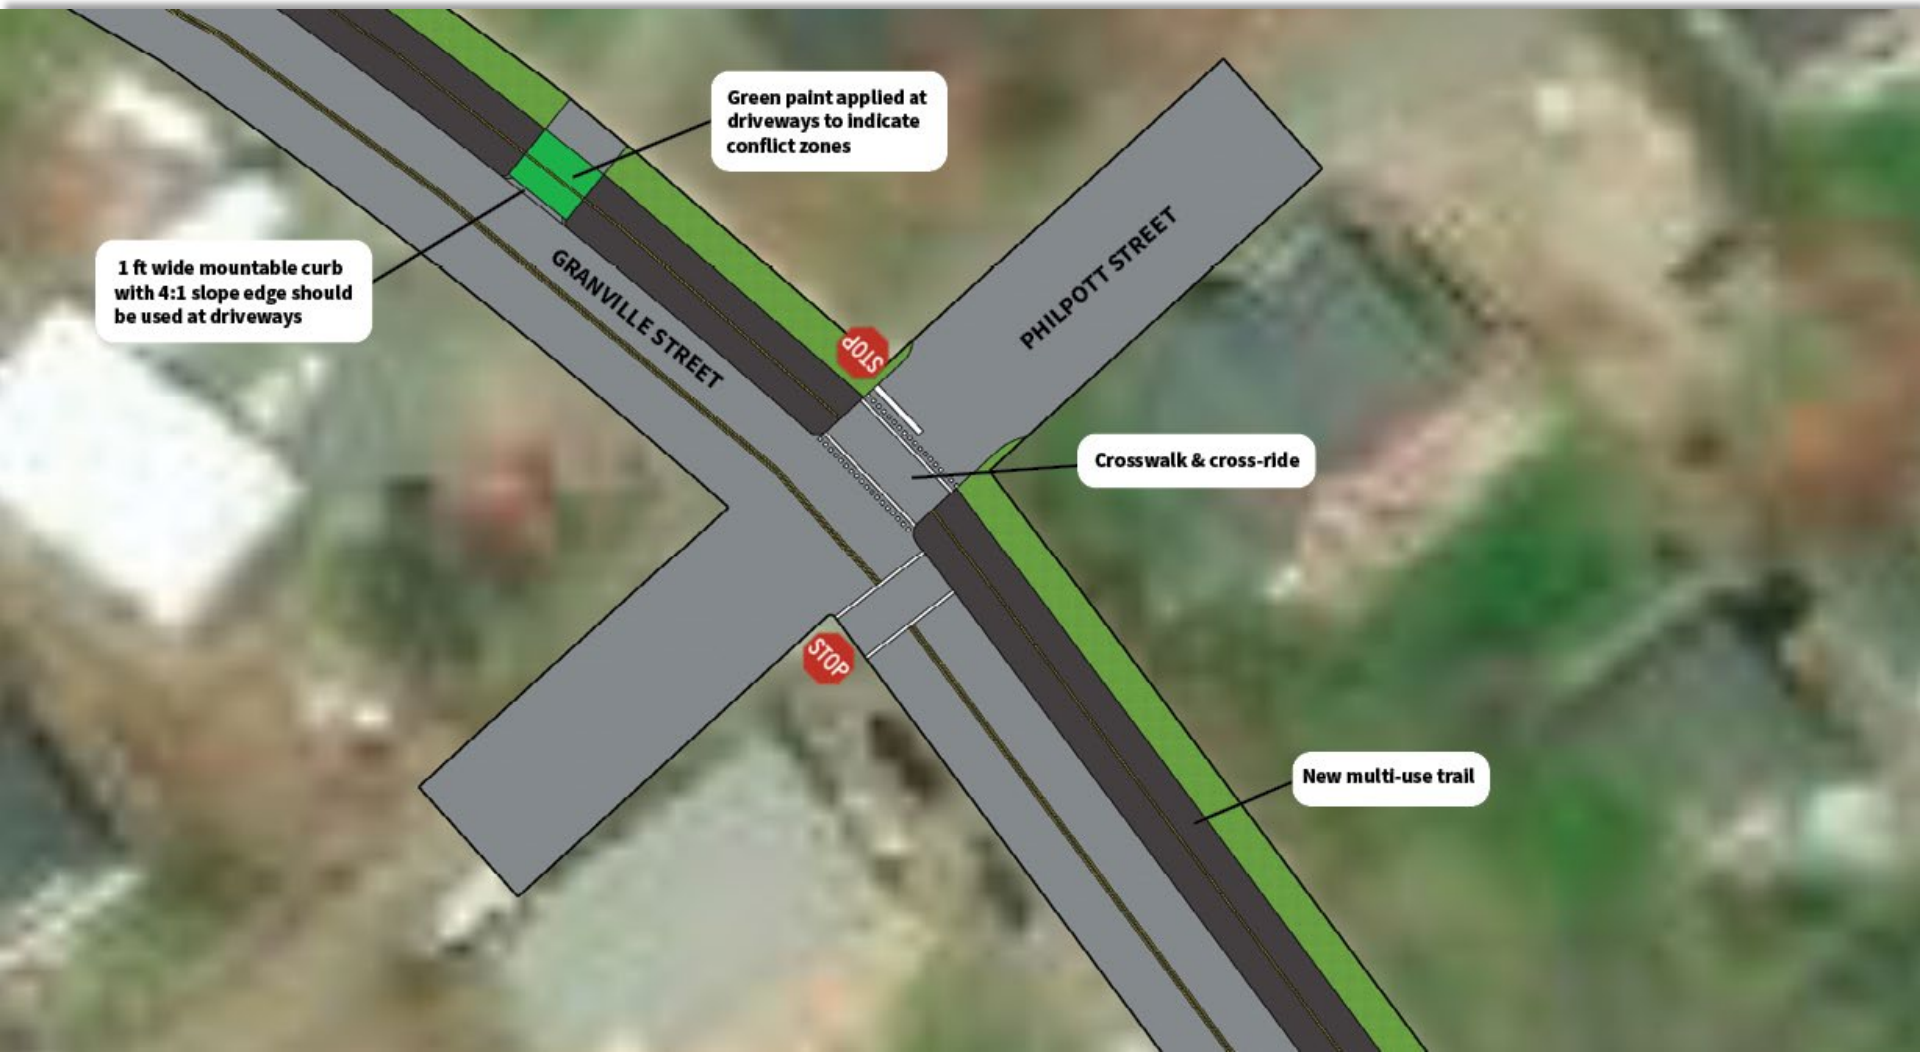 Green paint applied at
driveways to indicate
conflict zones
1 ft wide mountable curb
with 4:1 slope edge should
be used at driveways
GRANVILLE STREET
PHILPOTT STREET
STOP
Crosswalk & cross-ride
STOP
New multi-use trail